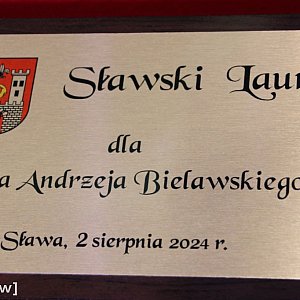 Sławski Laur
dla
a Andrzeja Bielawskiego
Sława, 2 sierpnia 2024 r.
w]